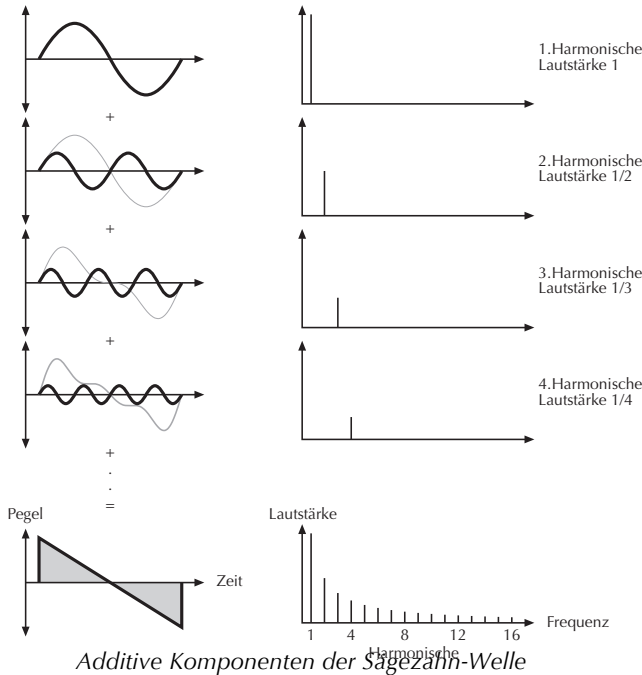 1.Harmonische
Lautstärke 1
+
2.Harmonische
Lautstärke 1/2
+
3.Harmonische
Lautstärke 1/3
+
4.Harmonische
Lautstärke 1/4
+
.
.
=
Pegel
Lautstärke
Zeit
Frequenz
1 4 8 12 16
Harmonische
Additive Komponenten der Sägezahn-Welle